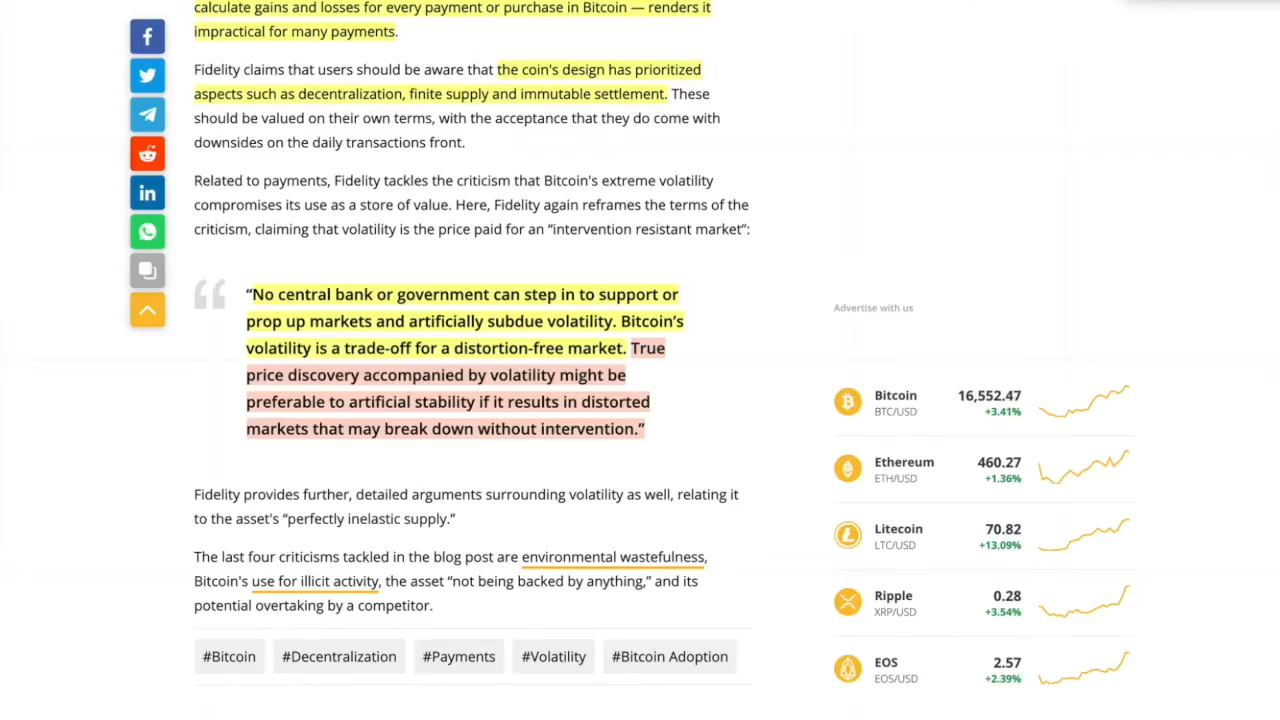 calculate gains and losses for every payment or purchase in Bitcoin — renders it
impractical for many payments.
Fidelity claims that users should be aware that the coin's design has prioritized
aspects such as decentralization, finite supply and immutable settlement. These
should be valued on their own terms, with the acceptance that they do come with
downsides on the daily transactions front.
Related to payments, Fidelity tackles the criticism that Bitcoin's extreme volatility
compromises its use as a store of value. Here, Fidelity again reframes the terms of the
criticism, claiming that volatility is the price paid for an “intervention resistant market”:
“No central bank or government can step in to support or
prop up markets and artificially subdue volatility. Bitcoin’s
volatility is a trade-off for a distortion-free market. True
price discovery accompanied by volatility might be
preferable to artificial stability if it results in distorted
markets that may break down without intervention.”
Fidelity provides further, detailed arguments surrounding volatility as well, relating it
to the asset's “perfectly inelastic supply.”
The last four criticisms tackled in the blog post are environmental wastefulness,
Bitcoin's use for illicit activity, the asset “not being backed by anything,” and its
potential overtaking by a competitor.
#Bitcoin #Decentralization #Payments #Volatility #Bitcoin Adoption
Advertise with us
Bitcoin 16,552.47
BTC/USD +3.41%
Ethereum 460.27
ETH/USD +1.36%
Litecoin 70.82
LTC/USD +13.09%
Ripple 0.28
XRP/USD +3.54%
EOS 2.57
EOS/USD +2.39%